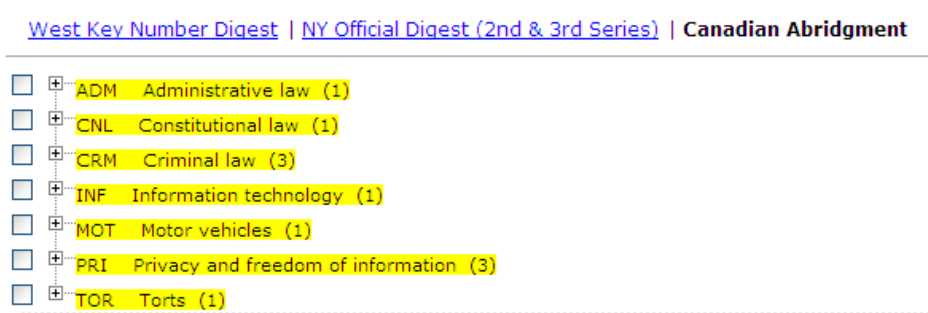 West Key Number Digest | NY Official Digest (2nd & 3rd Series) | Canadian Abridgment
ADM Administrative law (1)
CNL Constitutional law (1)
CRM Criminal law (3)
INF Information technology (1)
MOT Motor vehicles (1)
PRI Privacy and freedom of information (3)
TOR Torts (1)